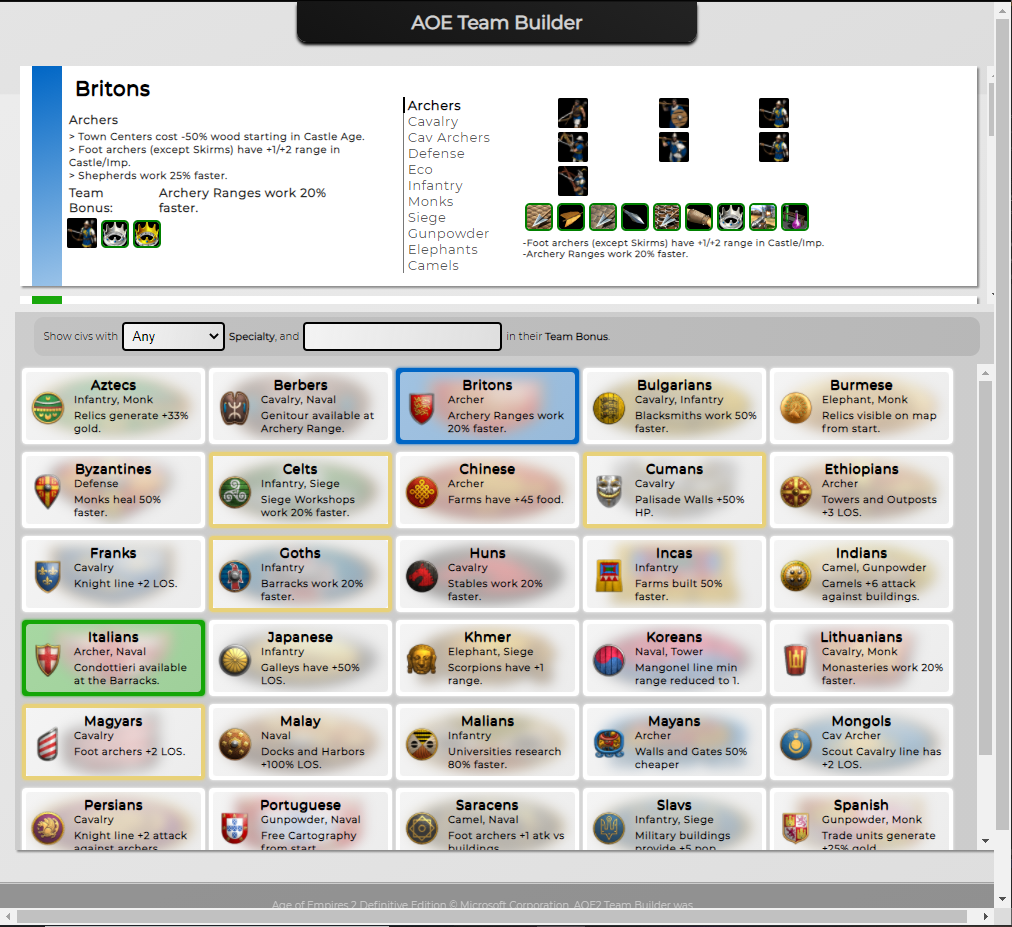 AOE Team Builder
Britons
Archers
> Town Centers cost -50% wood starting in Castle Age.
> Foot archers (except Skirms) have +1/+2 range in
Castle/Imp.
> Shepherds work 25% faster.
Team
Bonus:
Archery Ranges work 20%
faster.
Archers
Cavalry
Cav Archers
Defense
Eco
Infantry
Monks
Siege
Gunpowder
Elephants
Camels
-Foot archers (except Skirms) have +1/+2 range in Castle/Imp.
-Archery Ranges work 20% faster.
Show civs with Any Specialty, and in their Team Bonus.
Aztecs
Infantry, Monk
Relics generate +33%
gold.
Berbers
Cavalry, Naval
Genitour available at
Archery Range.
Britons
Archer
Archery Ranges work
20% faster.
Bulgarians
Cavalry, Infantry
Blacksmiths work 50%
faster.
Burmese
Elephant, Monk
Relics visible on map
from start.
Byzantines
Defense
Monks heal 50%
faster.
Celts
Infantry, Siege
Siege Workshops
work 20% faster.
Chinese
Archer
Farms have +45 food.
Cumans
Cavalry
Palisade Walls +50%
HP.
Ethiopians
Archer
Towers and Outposts
+3 LOS.
Franks
Cavalry
Knight line +2 LOS.
Goths
Infantry
Barracks work 20%
faster.
Huns
Cavalry
Stables work 20%
faster.
Incas
Infantry
Farms built 50%
faster.
Indians
Camel, Gunpowder
Camels +6 attack
against buildings.
Italians
Archer, Naval
Condottieri available
at the Barracks.
Japanese
Infantry
Galleys have +50%
LOS.
Khmer
Elephant, Siege
Scorpions have +1
range.
Koreans
Naval, Tower
Mangonel line min
range reduced to 1.
Lithuanians
Cavalry, Monk
Monasteries work 20%
faster.
Magyars
Cavalry
Foot archers +2 LOS.
Malay
Naval
Docks and Harbors
+100% LOS.
Malians
Infantry
Universities research
80% faster.
Mayans
Archer
Walls and Gates 50%
cheaper
Mongols
Cav Archer
Scout Cavalry line has
+2 LOS.
Persians
Cavalry
Knight line +2 attack
against archers
Portuguese
Gunpowder, Naval
Free Cartography
from start
Saracens
Camel, Naval
Foot archers +1 atk vs
buildings
Slavs
Infantry, Siege
Military buildings
provide +5 pop
Spanish
Gunpowder, Monk
Trade units generate
+25% gold
Age of Empires 2 Definitive Edition © Microsoft Corporation. AOE2 Team Builder was